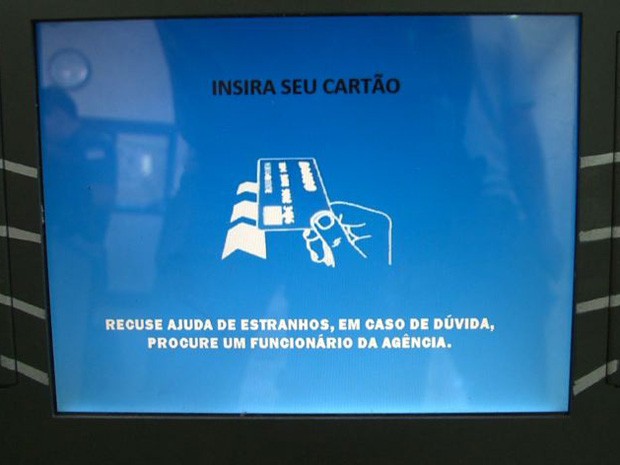 INSIRA SEU CARTÃO
RECUSE AJUDA DE ESTRANHOS, EM CASO DE DÚVIDA,
PROCURE UM FUNCIONÁRIO DA AGÊNCIA.